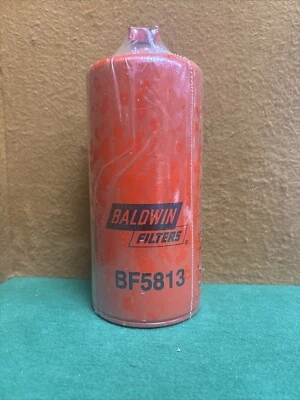 BALDWIN
FILTERS
®
BF5813